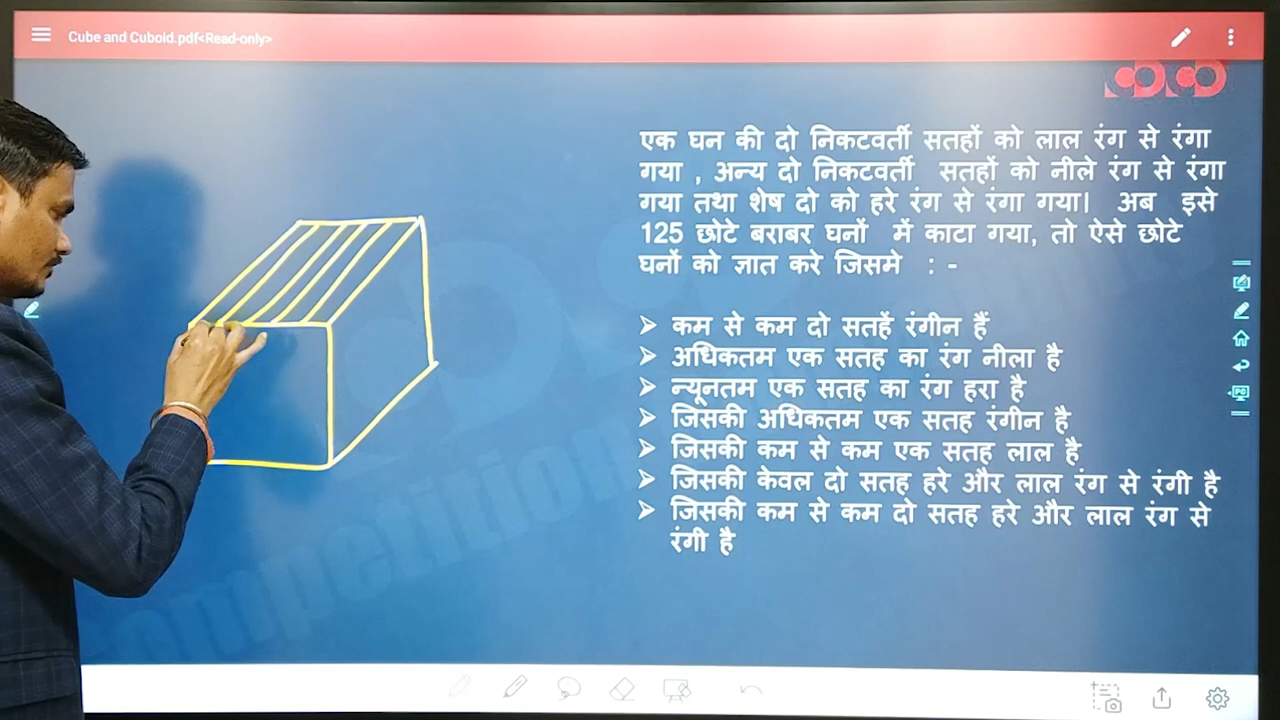 Cube and Cuboid.pdf<Read-only>
एक घन की दो निकटवर्ती सतहों को लाल रंग से रंगा
गया , अन्य दो निकटवर्ती सतहों को नीले रंग से रंगा
गया तथा शेष दो को हरे रंग से रंगा गया। अब इसे
125 छोटे बराबर घनों में काटा गया, तो ऐसे छोटे
घनों को ज्ञात करे जिसमे : -
➢ कम से कम दो सतहें रंगीन हैं
➢ अधिकतम एक सतह का रंग नीला है
➢ न्यूनतम एक सतह का रंग हरा है
➢ जिसकी अधिकतम एक सतह रंगीन है
➢ जिसकी कम से कम एक सतह लाल है
➢ जिसकी केवल दो सतह हरे और लाल रंग से रंगी है
➢ जिसकी कम से कम दो सतह हरे और लाल रंग से
रंगी है
PC